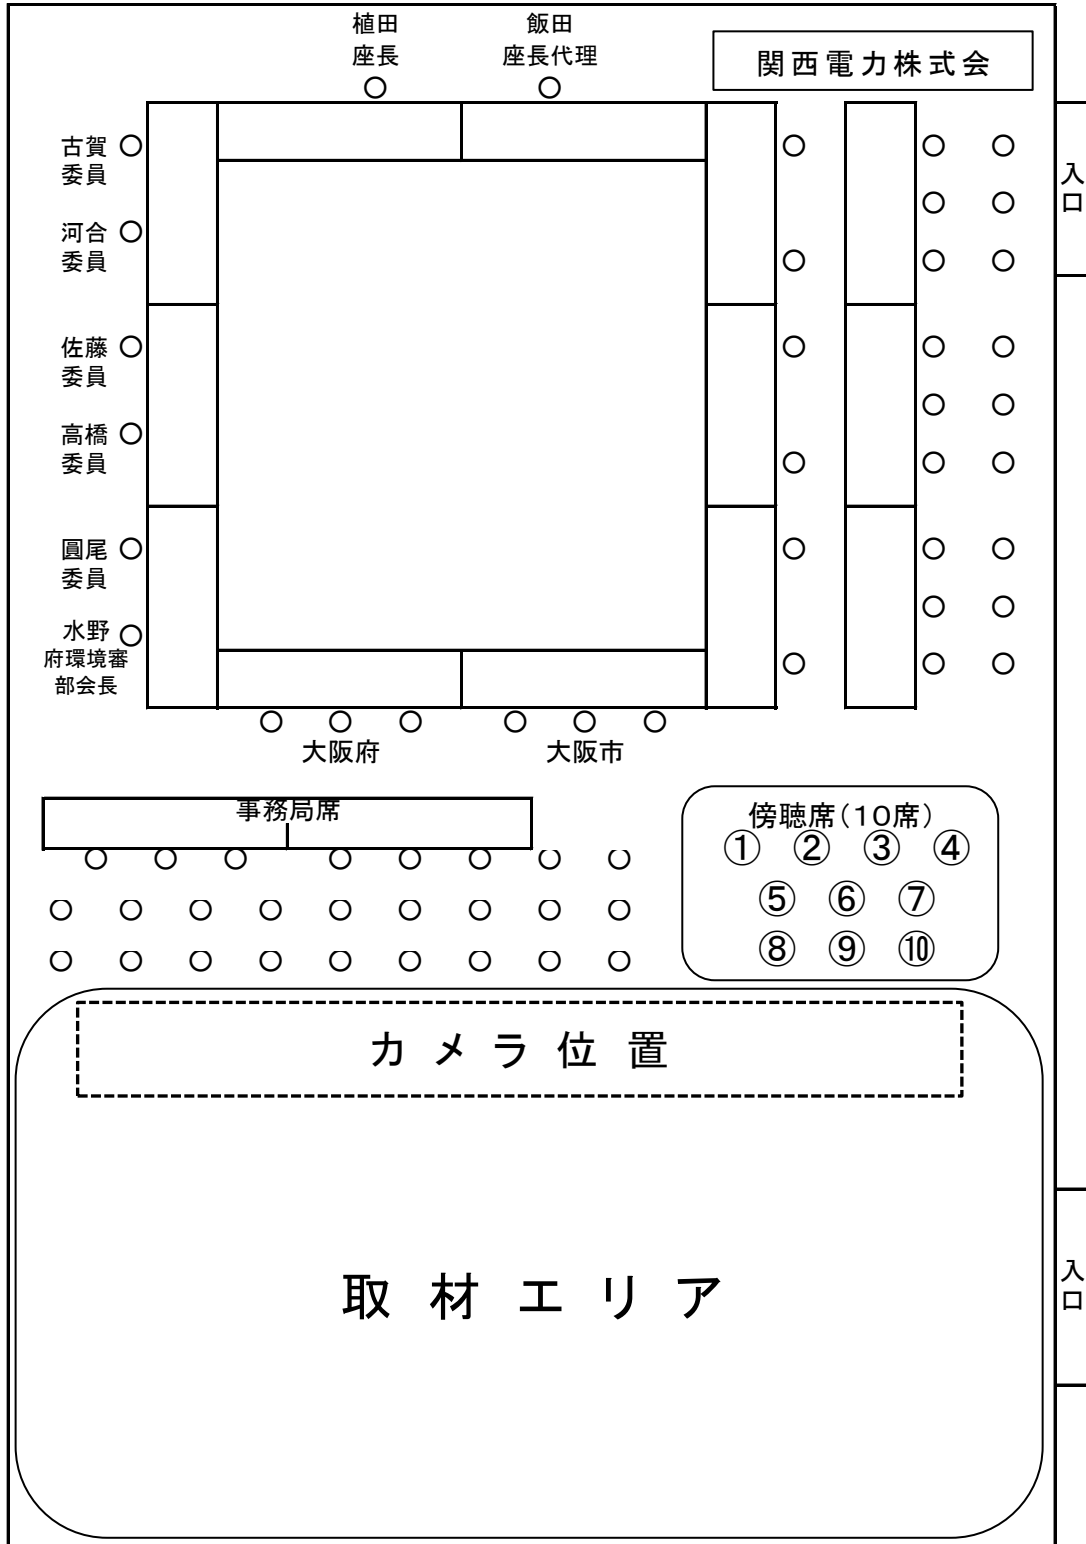 植田
座長
飯田
座長代理
関西電力株式会
古賀
委員
河合
委員
佐藤
委員
高橋
委員
圓尾
委員
水野
府環境審
部会長
入
口
大阪府
大阪市
事務局席
傍聴席(10席)
① ② ③ ④
⑤ ⑥ ⑦
⑧ ⑨ ⑩
カメラ位置
取材エリア
入
口